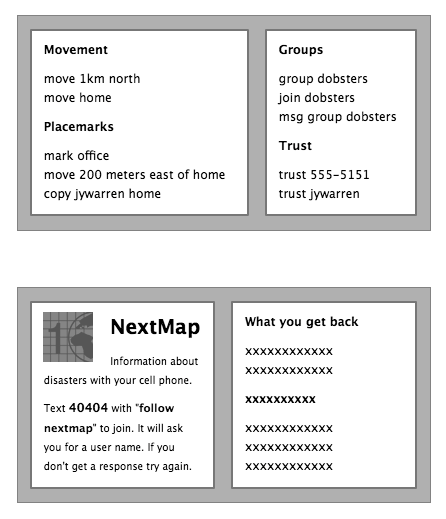 Movement
move 1km north
move home
Placemarks
mark office
move 200 meters east of home
copy jywarren home
Groups
group dobsters
join dobsters
msg group dobsters
Trust
trust 555-5151
trust jywarren
1
NextMap
Information about
disasters with your cell phone.
Text 40404 with "follow
nextmap" to join. It will ask
you for a user name. If you
don't get a response try again.
What you get back
xxxxxxxxxxxx
xxxxxxxxxxxx
xxxxxxxxxx
xxxxxxxxxxxx
xxxxxxxxxxxx
xxxxxxxxxxxx